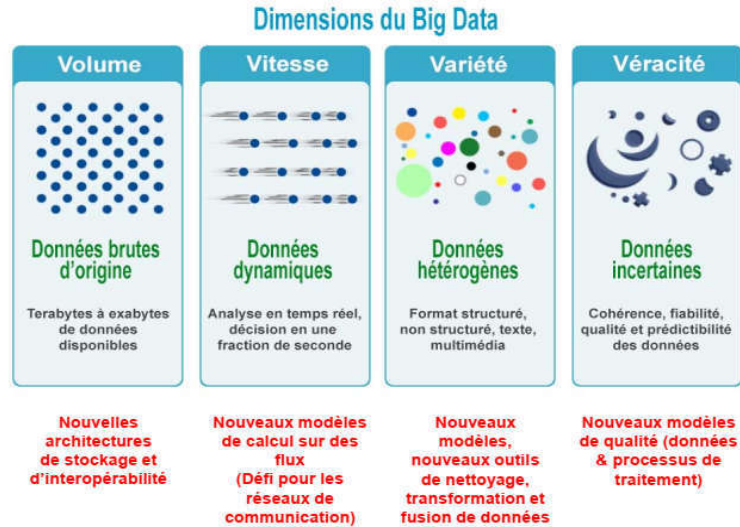 Dimensions du Big Data
Volume
Données brutes
d'origine
Terabytes à exabytes
de données
disponibles
Nouvelles
architectures
de stockage et
d'interopérabilité
Vitesse
Données
dynamiques
Analyse en temps réel,
décision en une
fraction de seconde
Nouveaux modèles
de calcul sur des
flux
(Défi pour les
réseaux de
communication)
Variété
Données
hétérogènes
Format structuré,
non structuré, texte,
multimédia
Nouveaux
modèles,
nouveaux outils
de nettoyage,
transformation et
fusion de données
Véracité
Données
incertaines
Cohérence, fiabilité,
qualité et prédictibilité
des données
Nouveaux modèles
de qualité (données
& processus de
traitement)